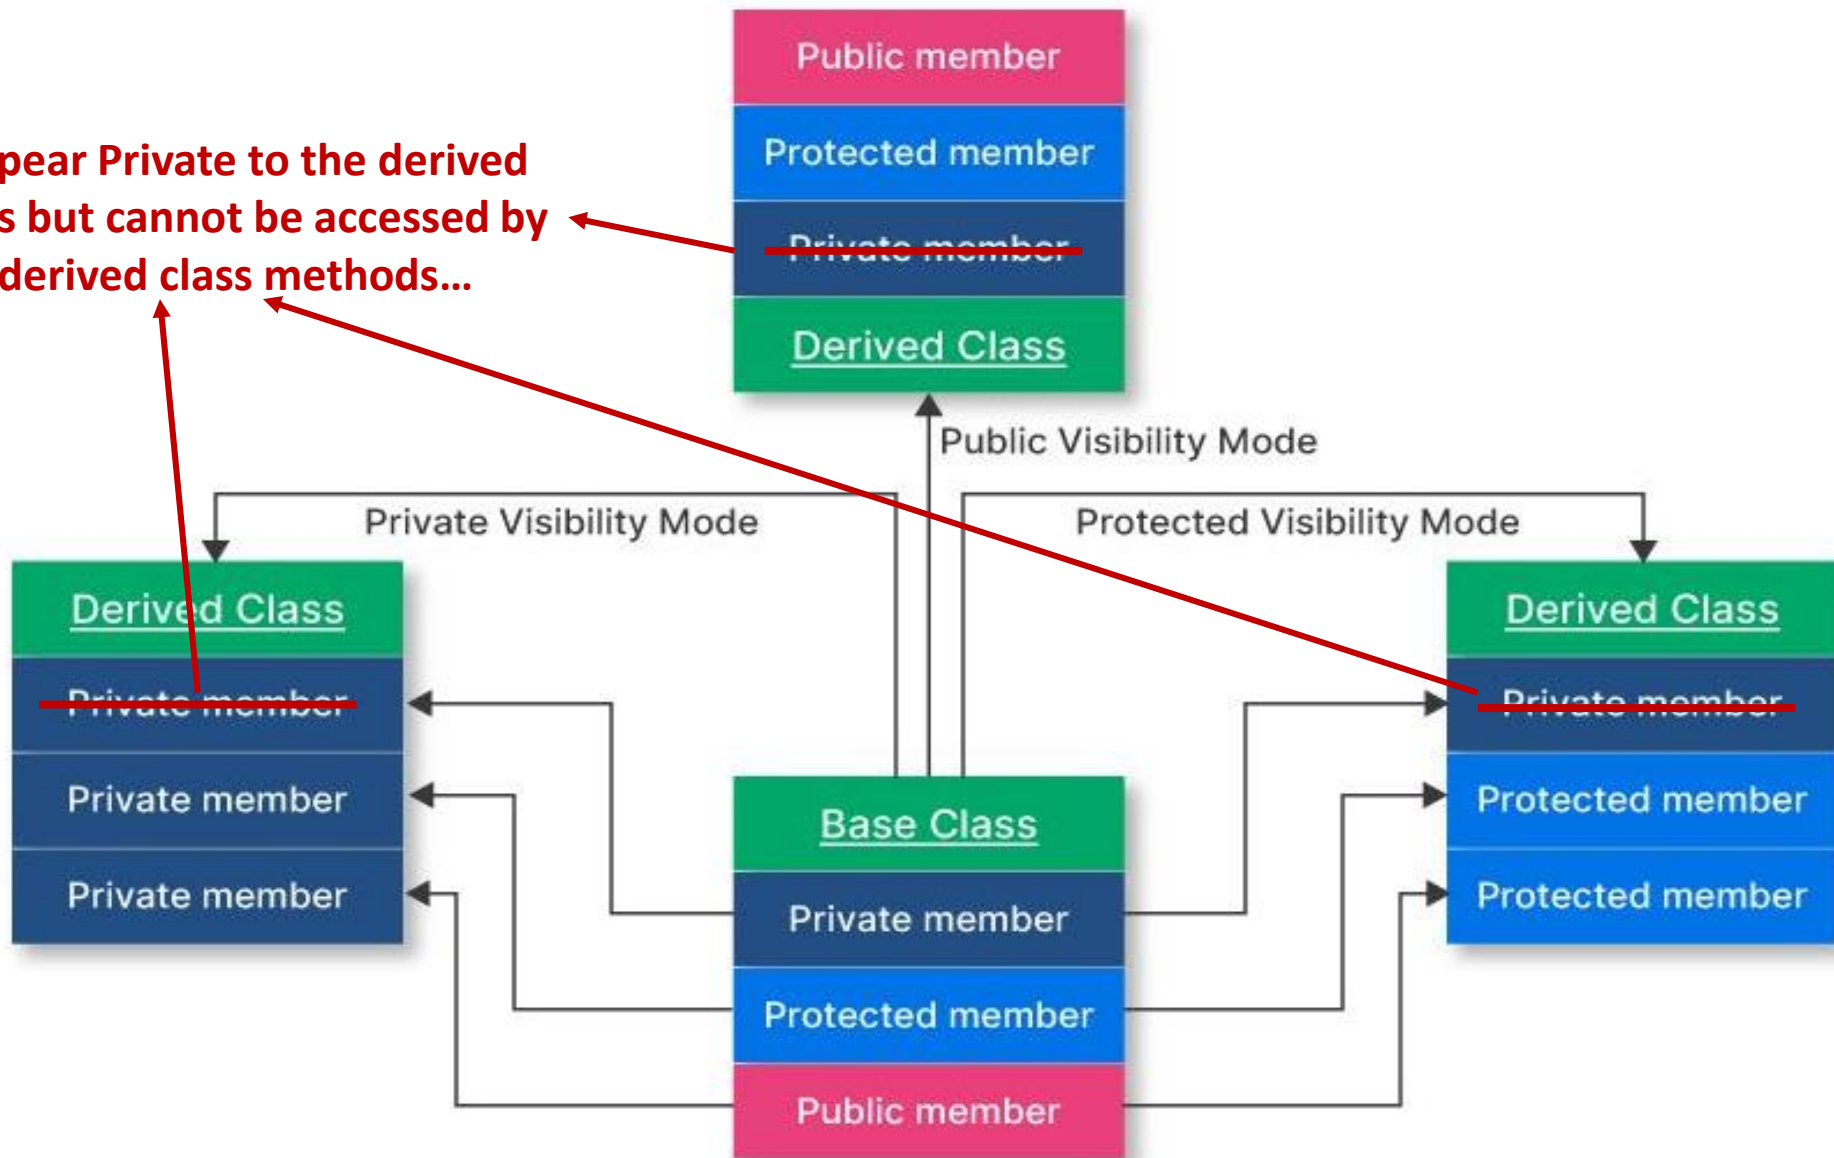 Public member
Protected member
Private member
Derived Class
pear Private to the derived
s but cannot be accessed by
derived class methods...
Public Visibility Mode
Private Visibility Mode
Protected Visibility Mode
Derived Class
Private member
Private member
Private member
Base Class
Private member
Protected member
Public member
Derived Class
Private member
Protected member
Protected member